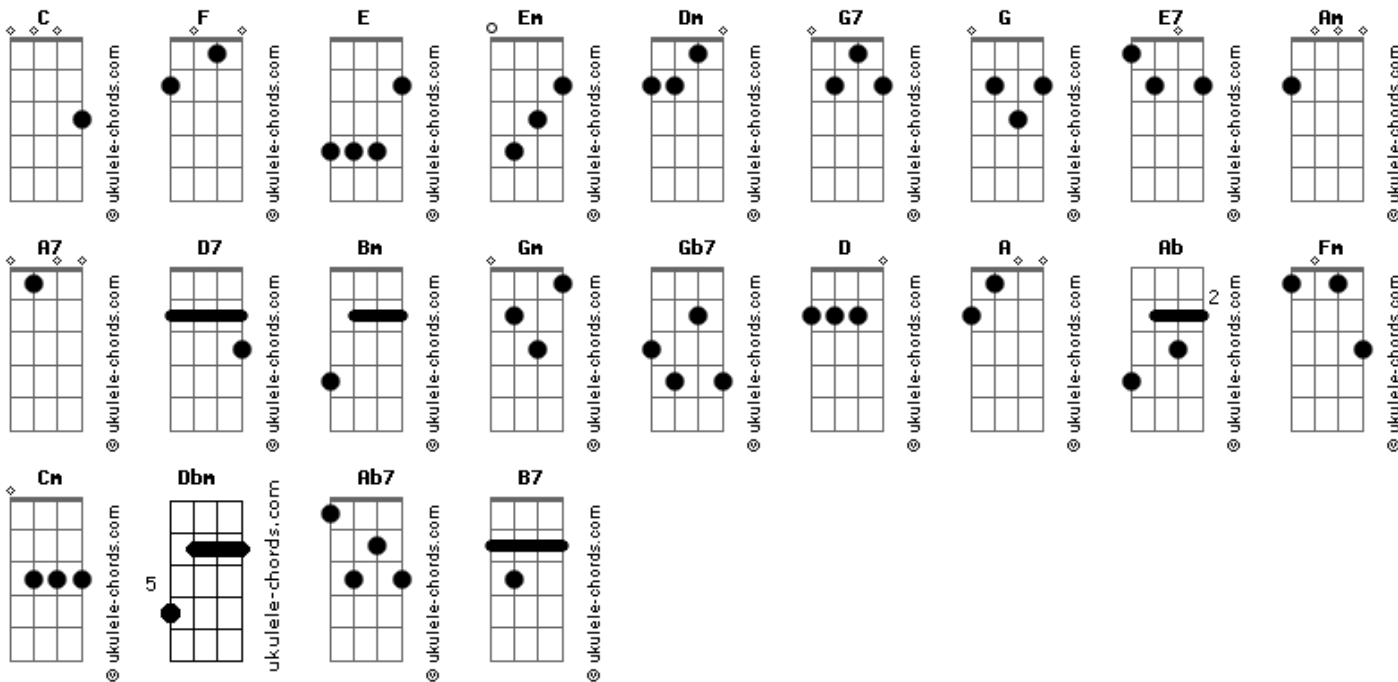 C F E Em Dm G7 G E7 Am
© ukulele-chords.com © ukulele-chords.com © ukulele-chords.com © ukulele-chords.com © ukulele-chords.com © ukulele-chords.com © ukulele-chords.com © ukulele-chords.com © ukulele-chords.com
A7 D7 Bm Gm Gb7 D A Ab Fm
2
© ukulele-chords.com © ukulele-chords.com © ukulele-chords.com © ukulele-chords.com © ukulele-chords.com © ukulele-chords.com © ukulele-chords.com © ukulele-chords.com © ukulele-chords.com
Cm Dbm Ab7 B7
5
© ukulele-chords.com ukulele-chords.com © ukulele-chords.com © ukulele-chords.com